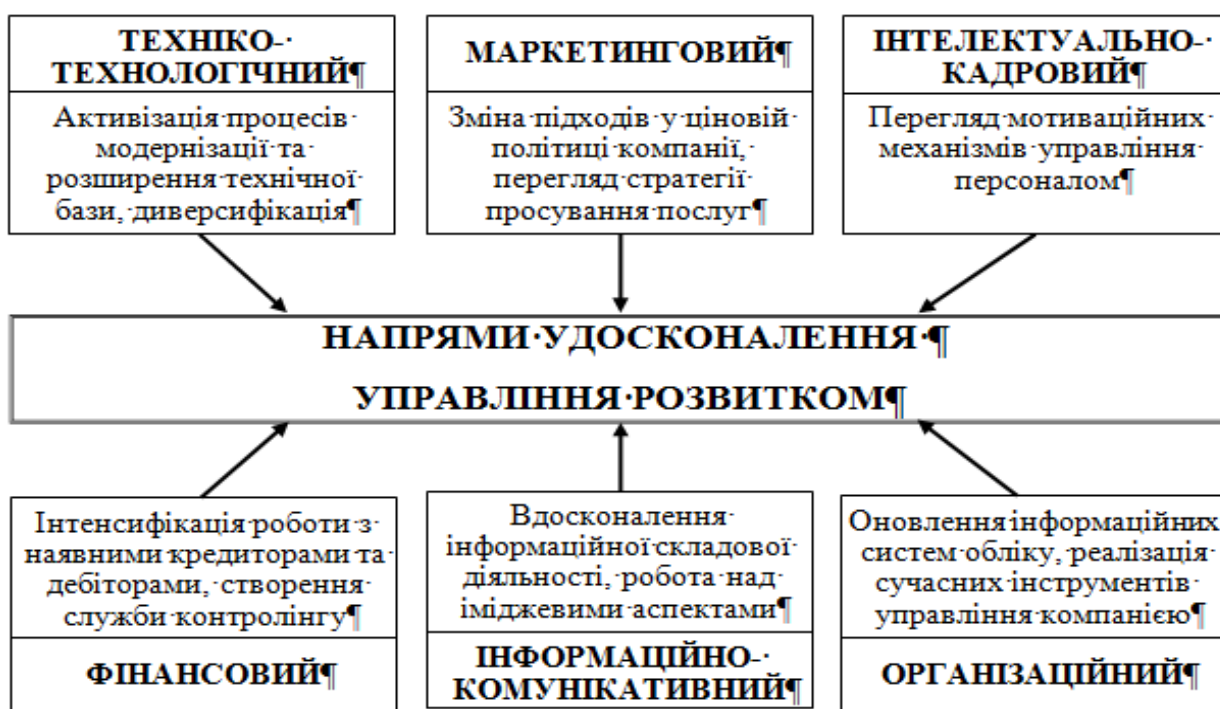 ТЕХНІКО-
ТЕХНОЛОГІЧНИЙ¶
Активізація·процесів·
модернізації·та·
розширення·технічної·
бази,·диверсифікація¶
МАРКЕТИНГОВИЙ¶
Зміна·підходів·у·ціновій·
політиці·компанії,·
перегляд·стратегії·
просування·послуг¶
ІНТЕЛЕКТУАЛЬНО-·
КАДРОВИЙ¶
Перегляд·мотиваційних·
механізмів·управління·
персоналом¶
НАПРЯМИ·УДОСКОНАЛЕННЯ·¶
УПРАВЛІННЯ·РОЗВИТКОМ¶
Інтенсифікація·роботи·з·
наявними·кредиторами·та·
дебіторами,·створення·
служби·контролінгу¶
ФІНАНСОВИЙ¶
Вдосконалення·
інформаційної·складової·
діяльності,·робота·над·
іміджевими·аспектами¶
ІНФОРМАЦІЙНО-·
КОМУНІКАТИВНИЙ¶
Оновлення·інформаційних·
систем·обліку,·реалізація·
сучасних·інструментів·
управління·компанією¶
ОРГАНІЗАЦІЙНИЙ¶